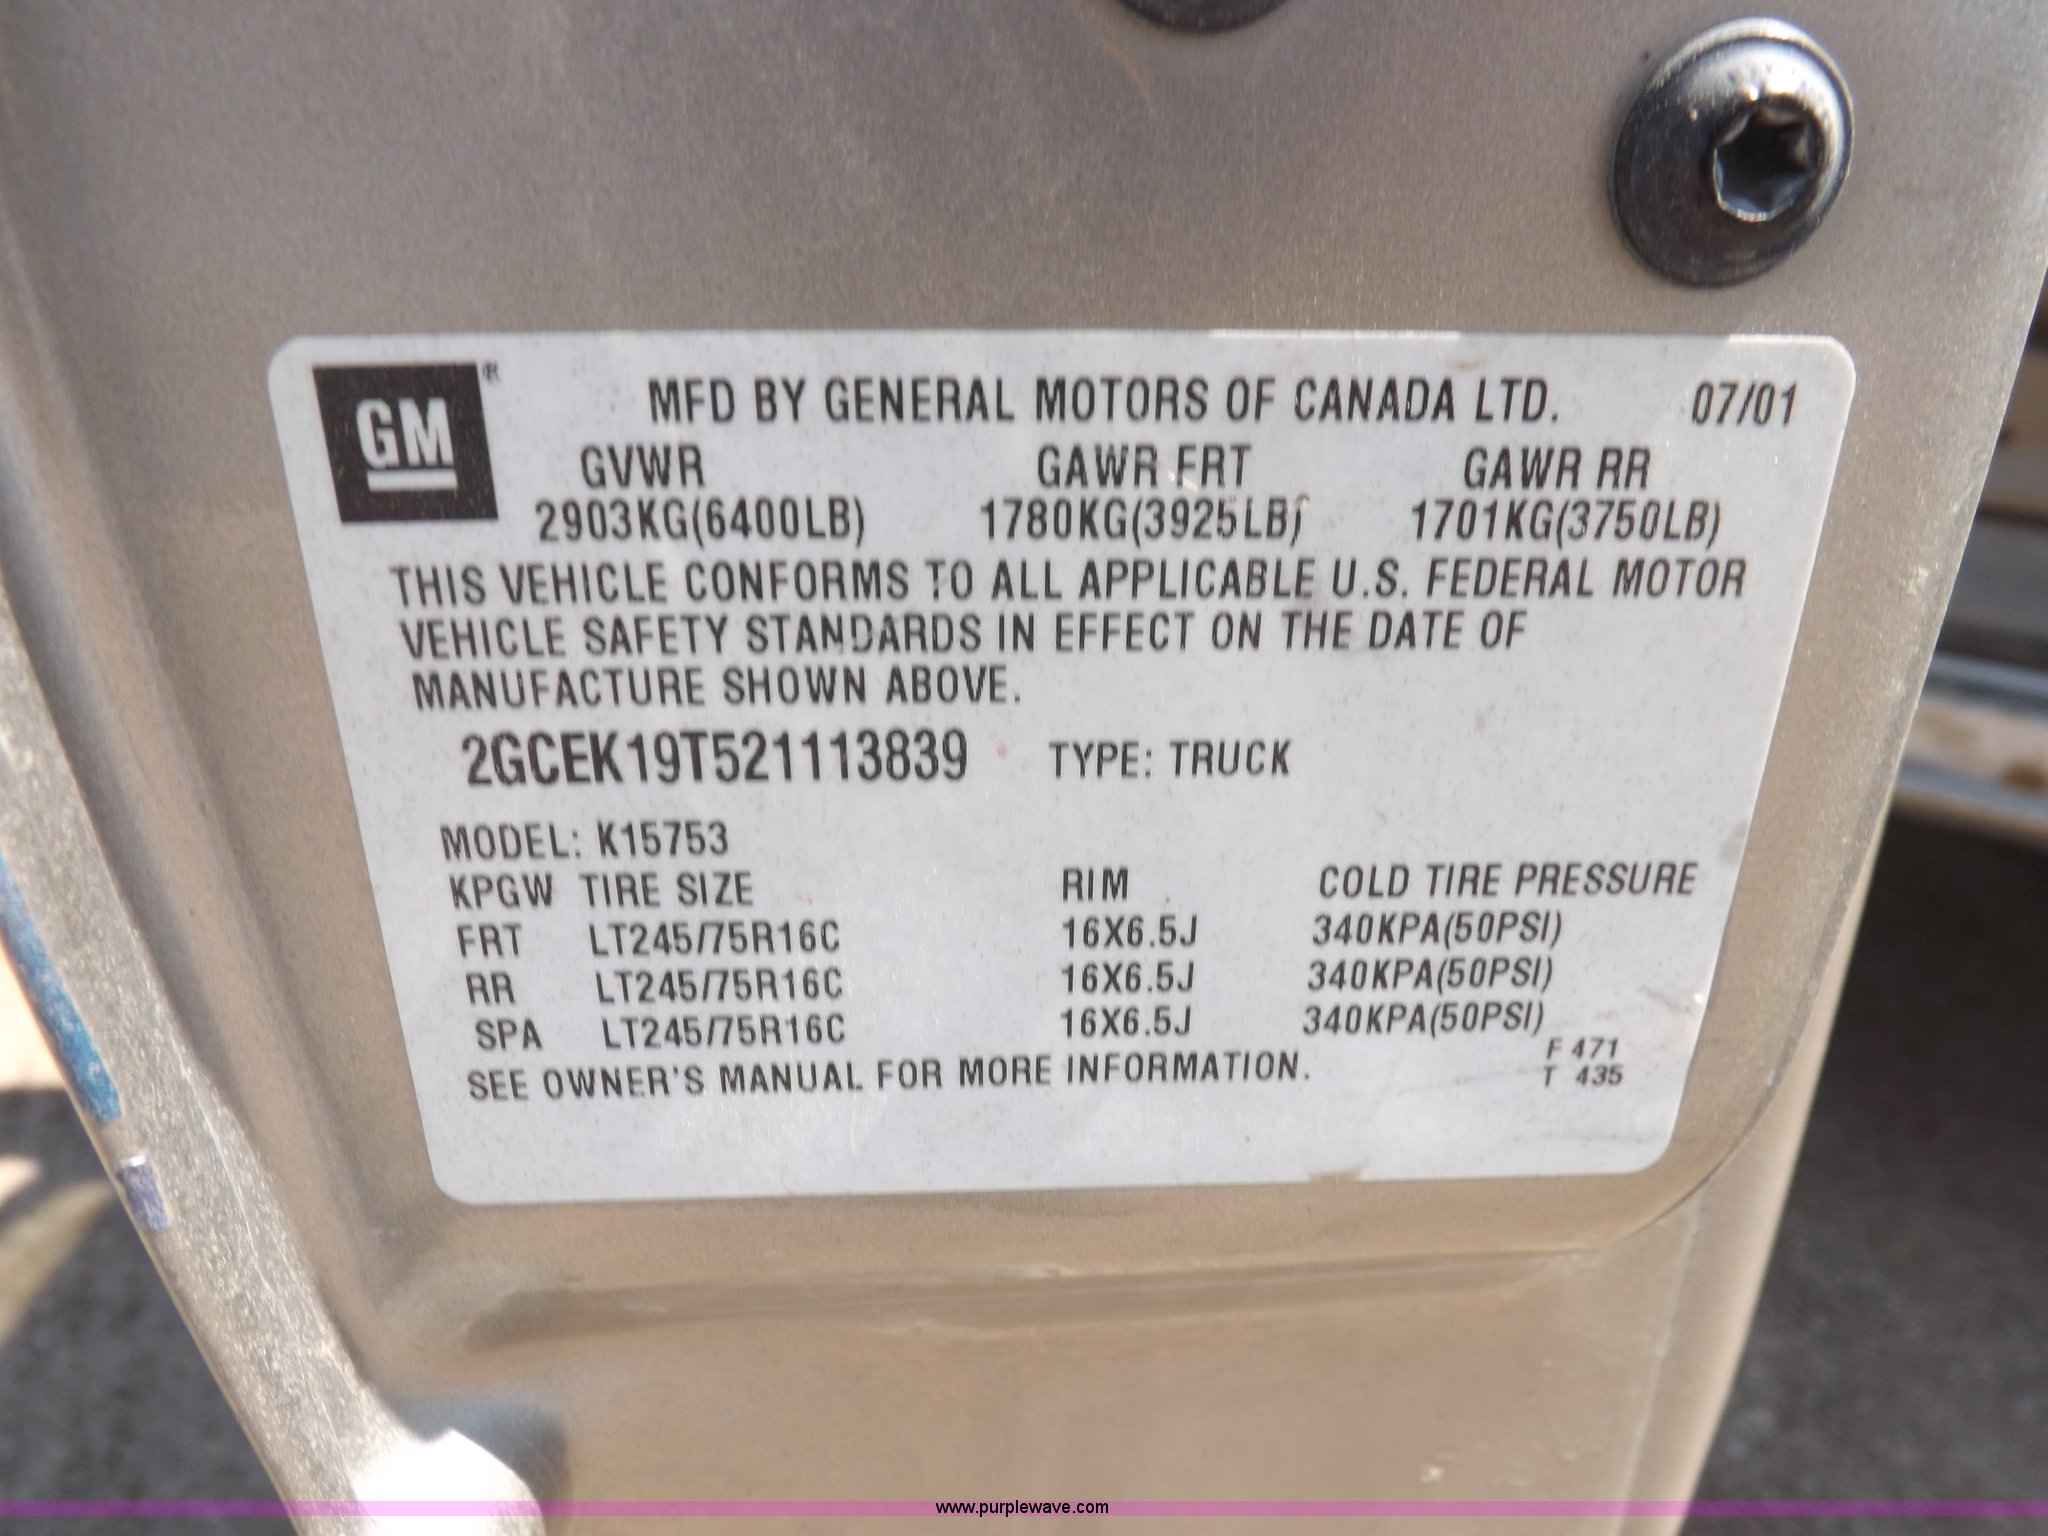 GM®
MFD BY GENERAL MOTORS OF CANADA LTD. 07/01
GVWR GAWR FRT GAWR RR
2903KG(6400LB) 1780KG(3925LB) 1701KG(3750LB)
THIS VEHICLE CONFORMS TO ALL APPLICABLE U.S. FEDERAL MOTOR
VEHICLE SAFETY STANDARDS IN EFFECT ON THE DATE OF
MANUFACTURE SHOWN ABOVE.
2GCEK19T521113839 TYPE: TRUCK
MODEL: K15753
KPGW TIRE SIZE RIM COLD TIRE PRESSURE
FRT LT245/75R16C 16X6.5J 340KPA(50PSI)
RR LT245/75R16C 16X6.5J 340KPA(50PSI)
SPA LT245/75R16C 16X6.5J 340KPA(50PSI)
SEE OWNER'S MANUAL FOR MORE INFORMATION.
F 471
T 435
www.purplewave.com